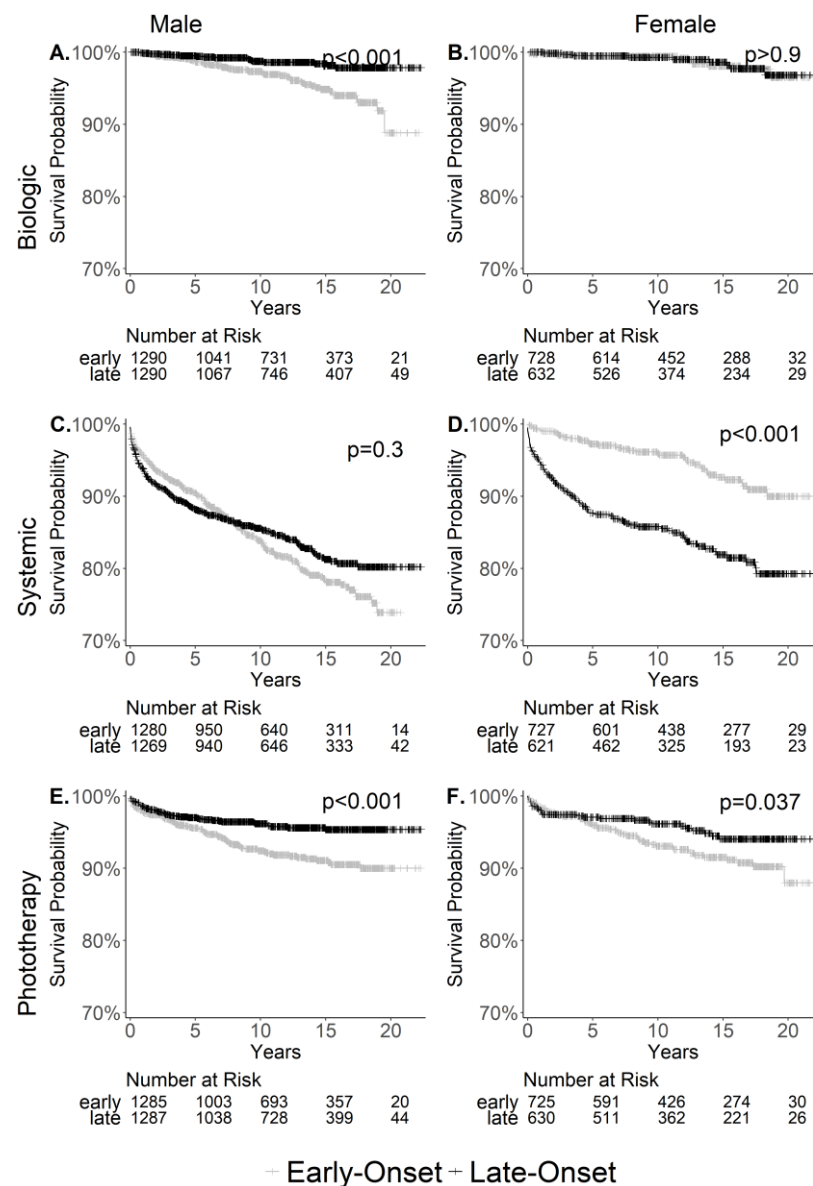 Male
Female
A.
p<0.001
100%
90%
80%
70%
Survival Probability
Biologic
0 5 10 15 20
Years
Number at Risk
early 1290 1041 731 373 21
late 1290 1067 746 407 49
B.
p>0.9
100%
90%
80%
70%
Survival Probability
0 5 10 15 20
Years
Number at Risk
early 728 614 452 288 32
late 632 526 374 234 29
C.
p=0.3
100%
90%
80%
70%
Survival Probability
Systemic
0 5 10 15 20
Years
Number at Risk
early 1280 950 640 311 14
late 1269 940 646 333 42
D.
p<0.001
100%
90%
80%
70%
Survival Probability
0 5 10 15 20
Years
Number at Risk
early 727 601 438 277 29
late 621 462 325 193 23
E.
p<0.001
100%
90%
80%
70%
Survival Probability
Phototherapy
0 5 10 15 20
Years
Number at Risk
early 1285 1003 693 357 20
late 1287 1038 728 399 44
F.
p=0.037
100%
90%
80%
70%
Survival Probability
0 5 10 15 20
Years
Number at Risk
early 725 591 426 274 30
late 630 511 362 221 26
Early-Onset Late-Onset